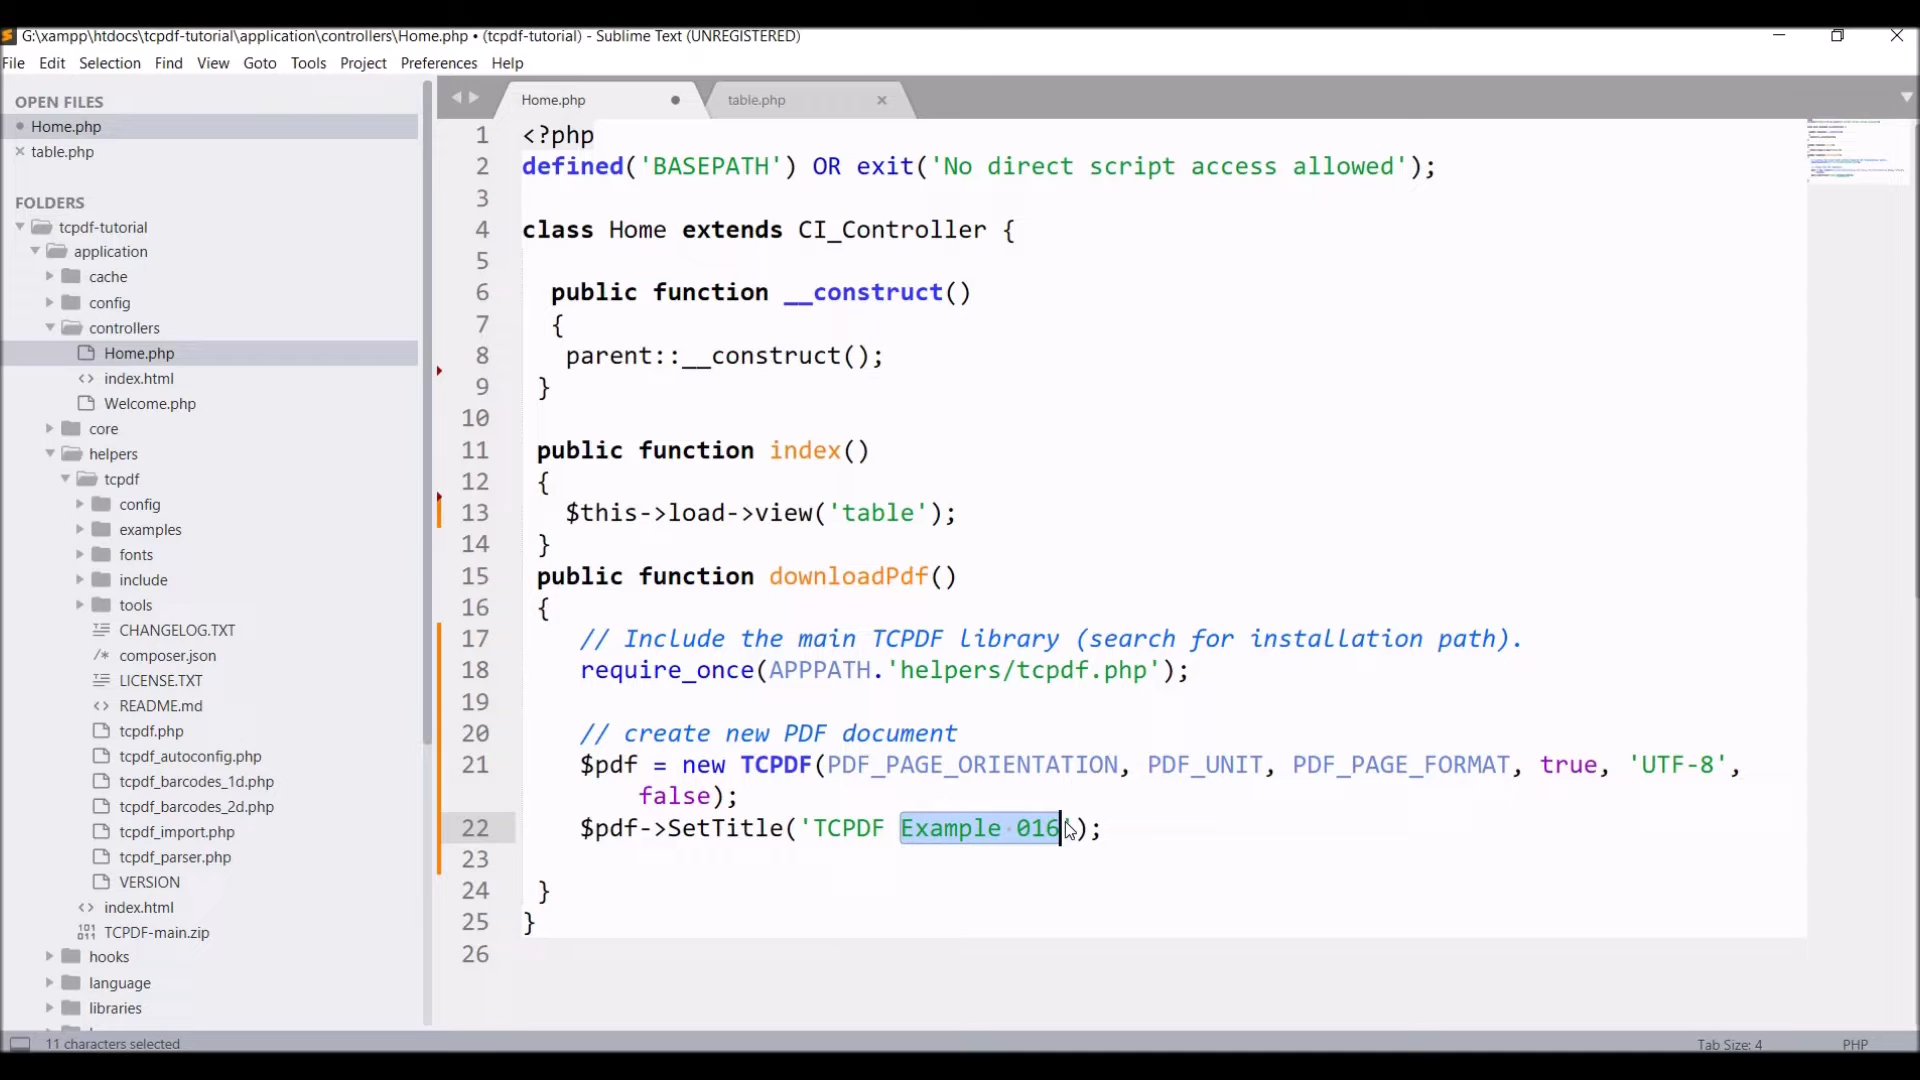 G:\xampp\htdocs\tcpdf-tutorial\application\controllers\Home.php • (tcpdf-tutorial) - Sublime Text (UNREGISTERED)
File Edit Selection Find View Goto Tools Project Preferences Help
OPEN FILES
Home.php
table.php
FOLDERS
tcpdf-tutorial
application
cache
config
controllers
Home.php
index.html
Welcome.php
core
helpers
tcpdf
config
examples
fonts
include
tools
CHANGELOG.TXT
composer.json
LICENSE.TXT
README.md
tcpdf.php
tcpdf_autoconfig.php
tcpdf_barcodes_1d.php
tcpdf_barcodes_2d.php
tcpdf_import.php
tcpdf_parser.php
VERSION
index.html
TCPDF-main.zip
hooks
language
libraries
Home.php table.php
1 <?php
2 defined('BASEPATH') OR exit('No direct script access allowed');
3
4 class Home extends CI_Controller {
5
6 public function __construct()
7 {
8 parent::__construct();
9 }
10
11 public function index()
12 {
13 $this->load->view('table');
14 }
15 public function downloadPdf()
16 {
17 // Include the main TCPDF library (search for installation path).
18 require_once(APPPATH.'helpers/tcpdf.php');
19
20 // create new PDF document
21 $pdf = new TCPDF(PDF_PAGE_ORIENTATION, PDF_UNIT, PDF_PAGE_FORMAT, true, 'UTF-8',
false);
22 $pdf->SetTitle('TCPDF Example 016');
23
24 }
25 }
26
11 characters selected
Tab Size: 4 PHP